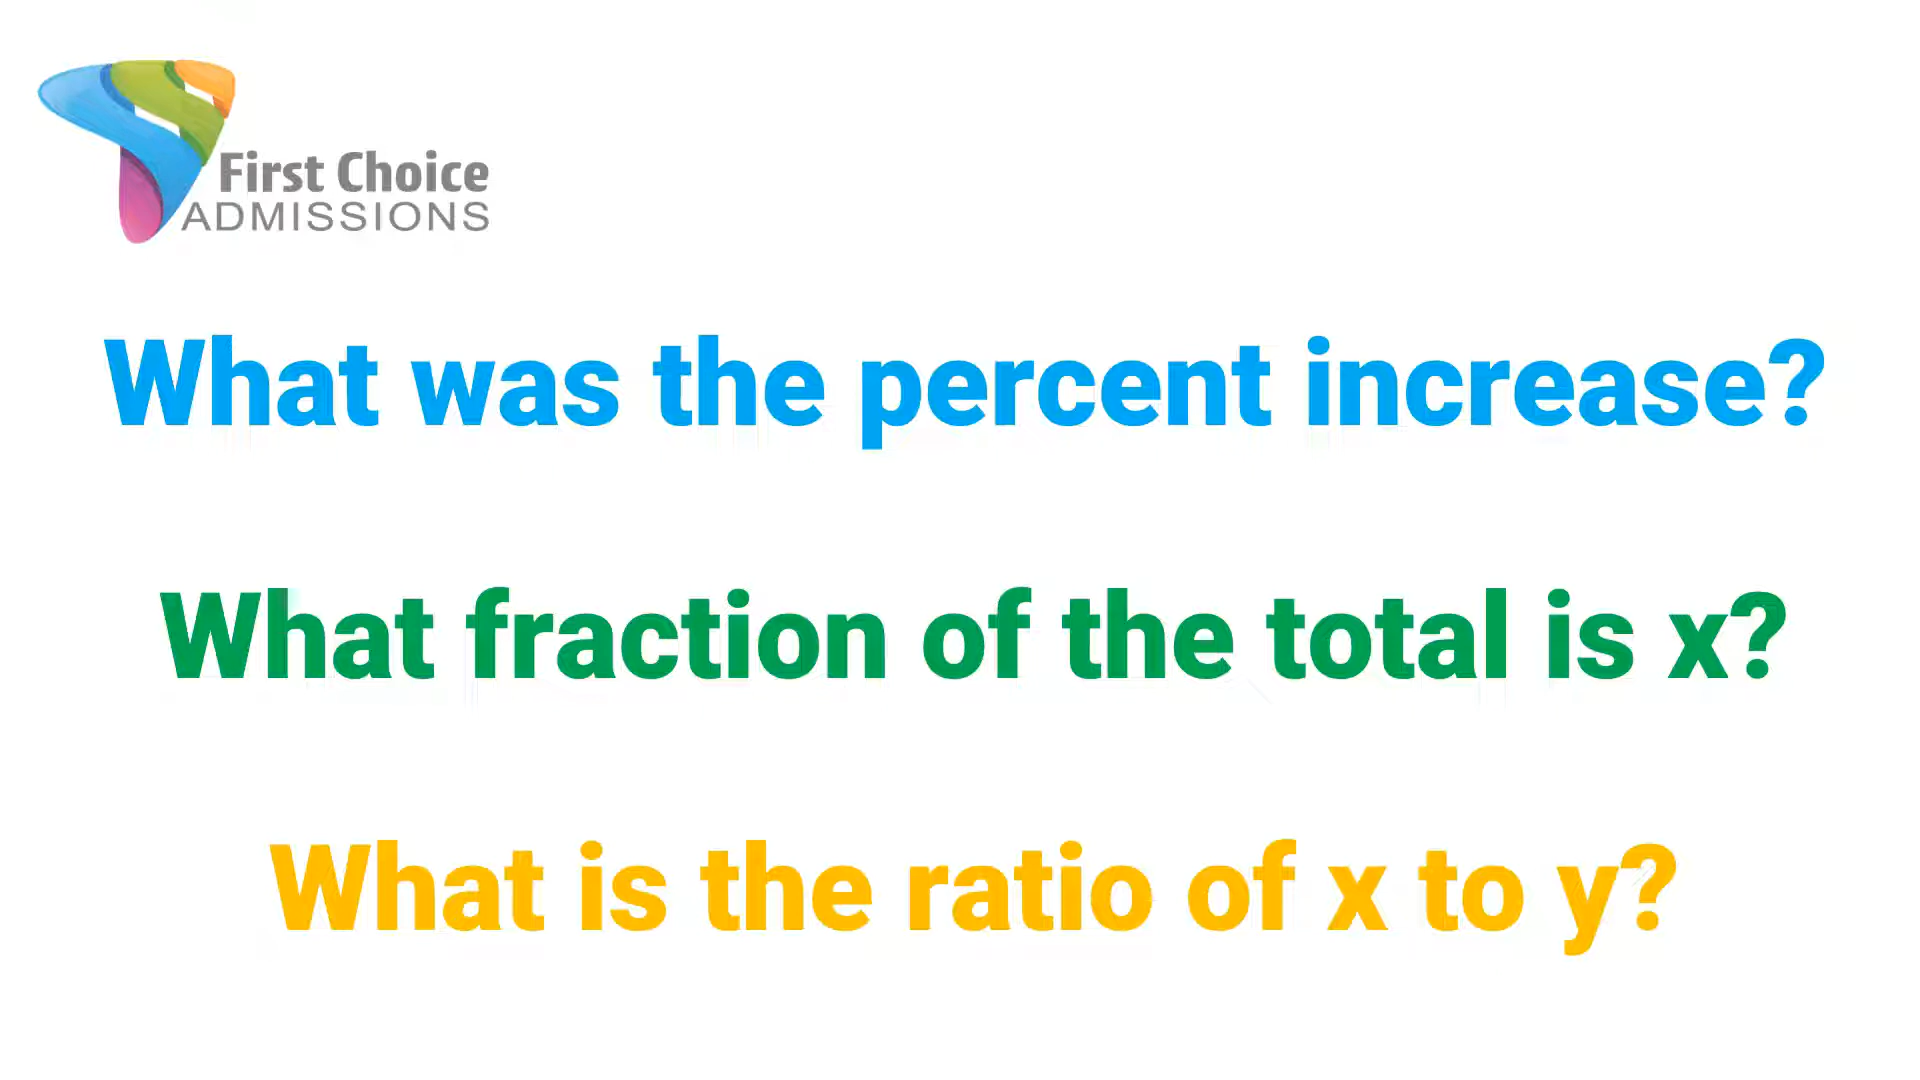 First Choice
ADMISSIONS
What was the percent increase?
What fraction of the total is x?
What is the ratio of x to y?